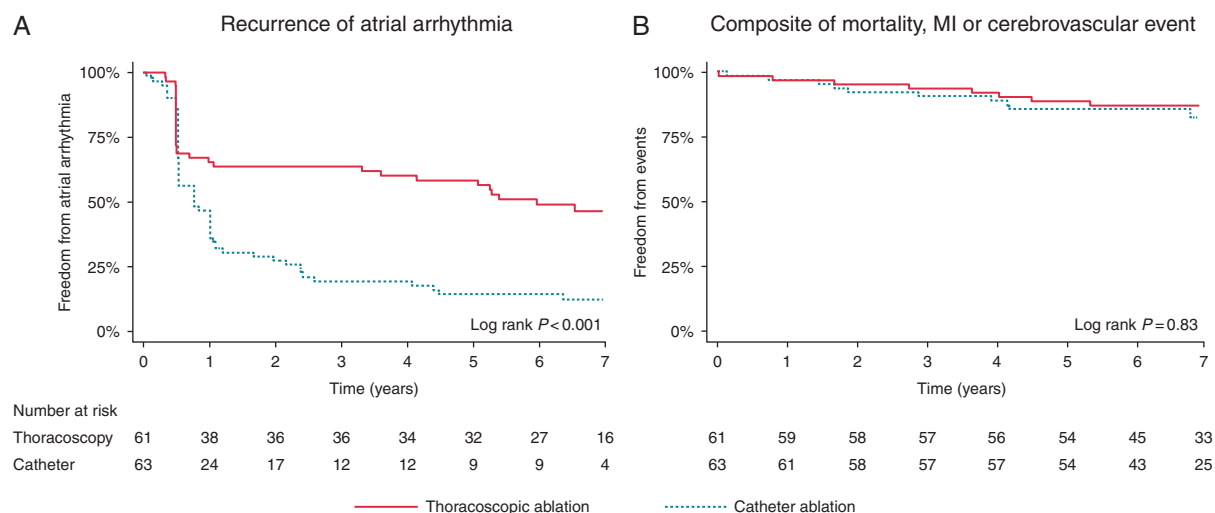 A Recurrence of atrial arrhythmia
B Composite of mortality, MI or cerebrovascular event
Freedom from atrial arrhythmia
100%
75%
50%
25%
0%
Log rank P<0.001
0 1 2 3 4 5 6 7
Time (years)
Freedom from events
100%
75%
50%
25%
0%
Log rank P=0.83
0 1 2 3 4 5 6 7
Time (years)
Number at risk
Thoracoscopy 61 38 36 36 34 32 27 16 61 59 58 57 56 54 45 33
Catheter 63 24 17 12 12 9 9 4 63 61 58 57 57 54 43 25
Thoracoscopic ablation Catheter ablation